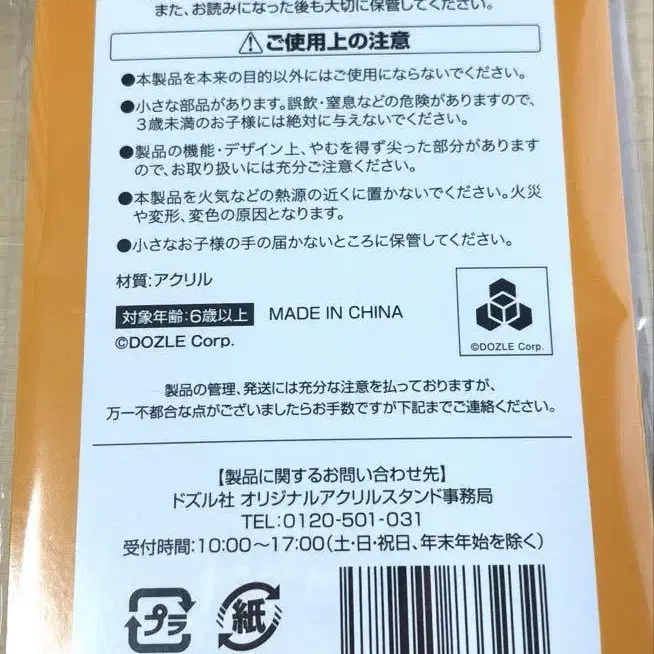 また、お読みになった後も大切に保管してください。
⚠ご使用上の注意
●本製品を本来の目的以外にはご使用にならないでください。
●小さな部品があります。誤飲・窒息などの危険がありますので、
3歳未満のお子様には絶対に与えないでください。
●製品の機能・デザイン上、やむを得ず尖った部分があります
ので、お取り扱いには充分ご注意ください。
●本製品を火気などの熱源の近くに置かないでください。火災
や変形、変色の原因となります。
●小さなお子様の手の届かないところに保管してください。
材質:アクリル
対象年齢:6歳以上 MADE IN CHINA
©DOZLE Corp.
©DOZLE Corp.
製品の管理、発送には充分な注意を払っておりますが、
万一不都合な点がございましたらお手数ですが下記までご連絡ください。
【製品に関するお問い合わせ先】
ドズル社 オリジナルアクリルスタンド事務局
TEL:0120-501-031
受付時間:10:00〜17:00(土・日・祝日、年末年始を除く)
プラ
紙